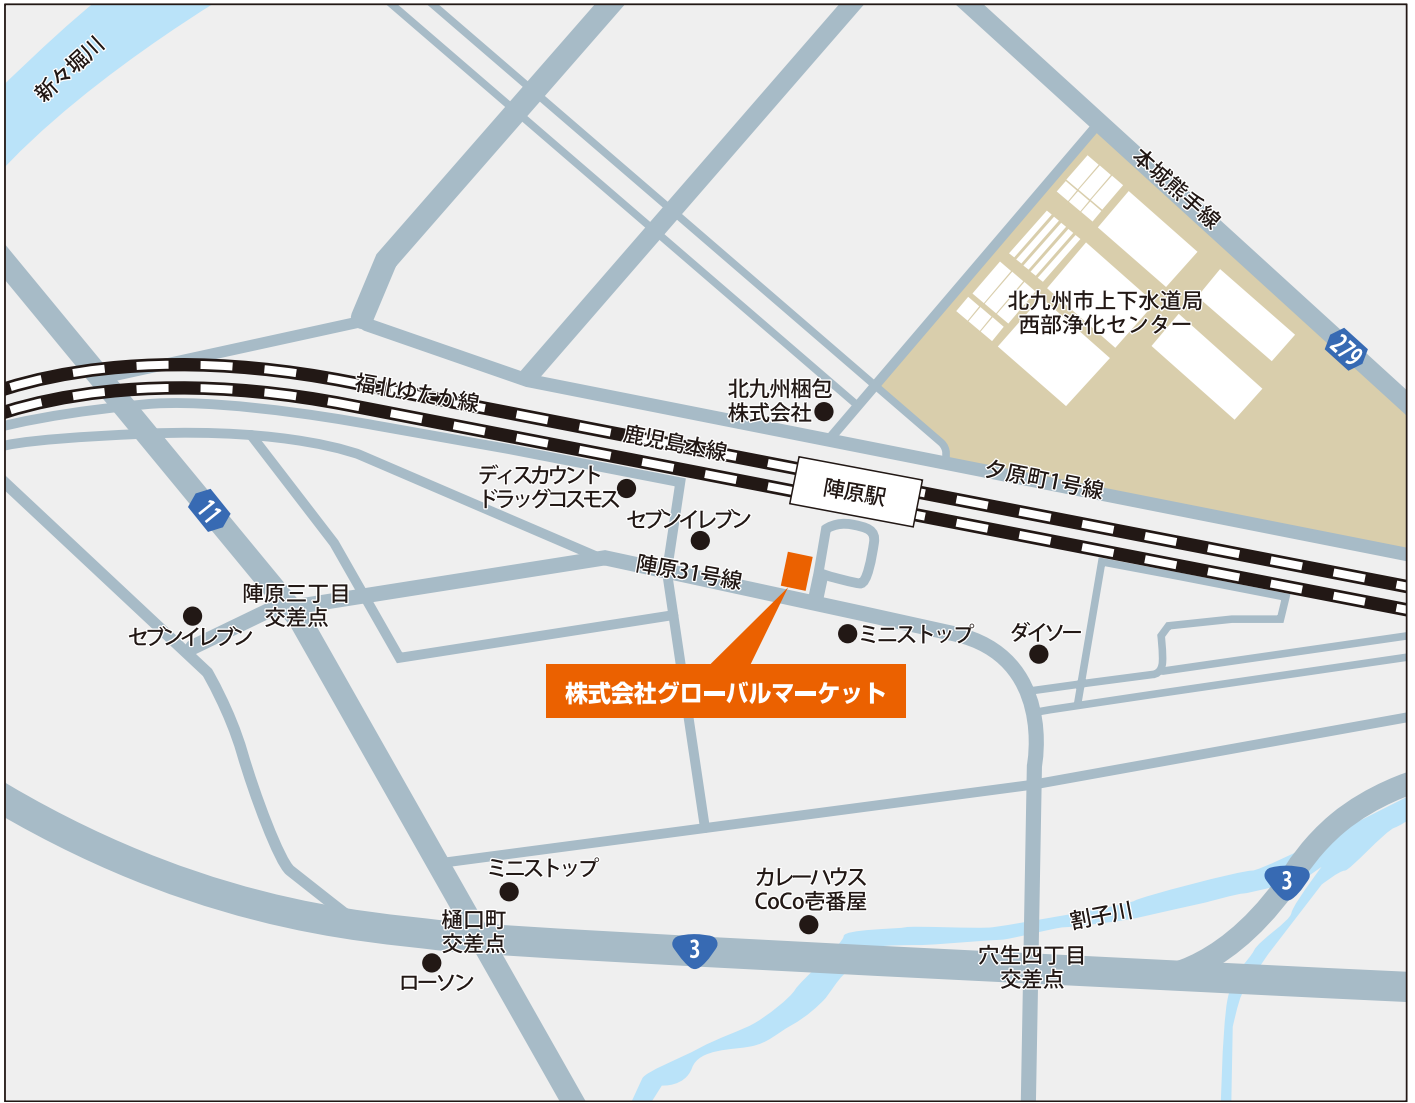 新々堀川
本城熊手線
北九州市上下水道局
西部浄化センター
279
福北ゆたか線
北九州梱包
株式会社
鹿児島本線
夕原町1号線
ディスカウント
ドラッグコスモス
陣原駅
11
セブンイレブン
陣原31号線
陣原三丁目
交差点
セブンイレブン
ミニストップ
ダイソー
株式会社グローバルマーケット
ミニストップ
カレーハウス
CoCo壱番屋
3
割子川
樋口町
交差点
3
穴生四丁目
交差点
ローソン